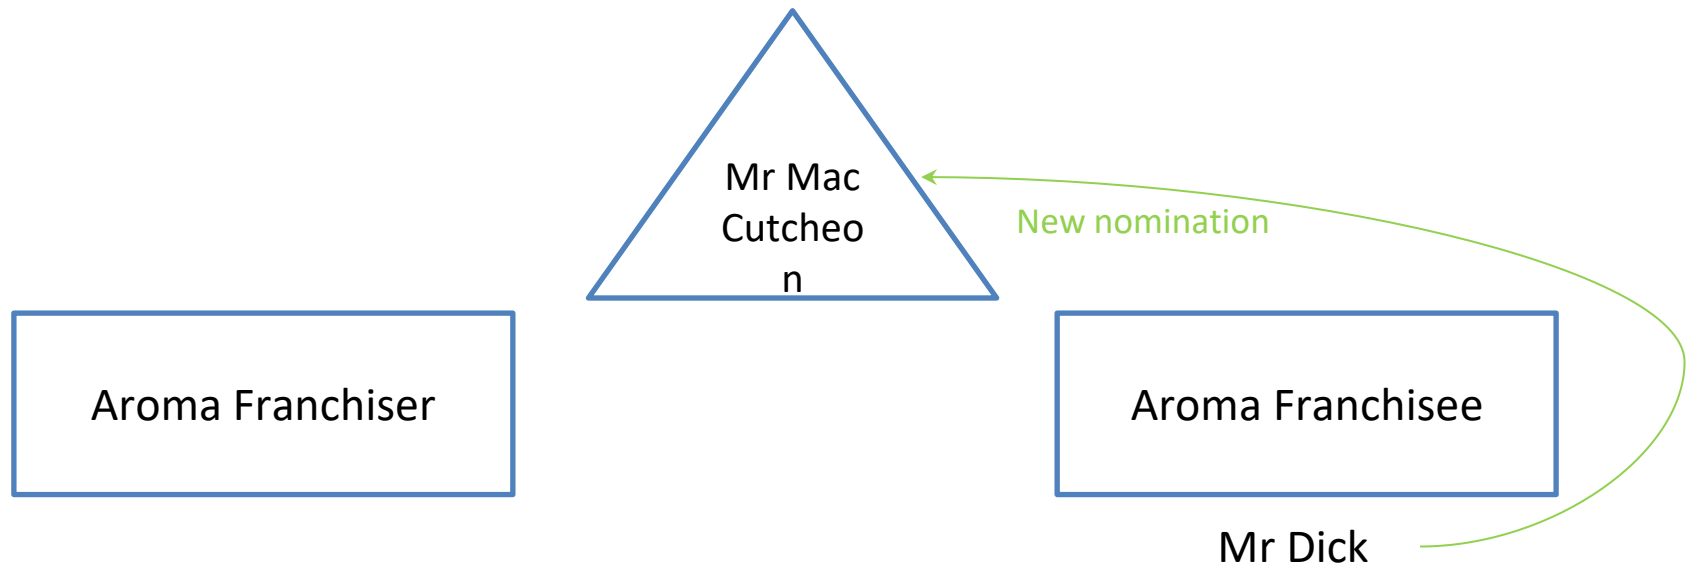 Mr Mac
Cutcheo
n
New nomination
Aroma Franchiser
Aroma Franchisee
Mr Dick